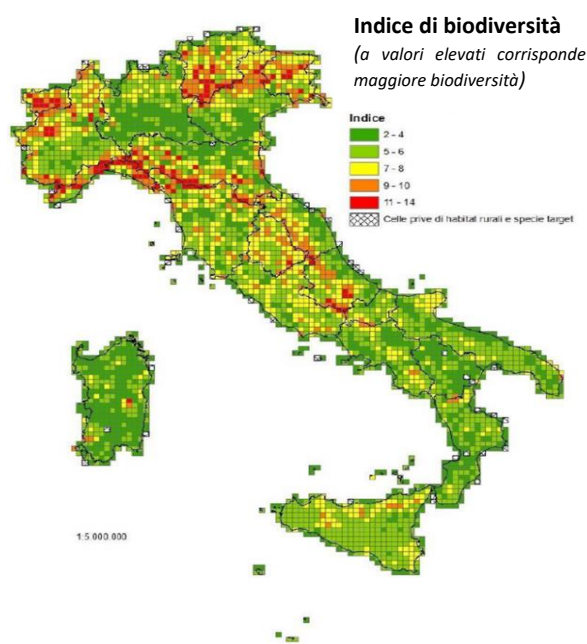 Indice di biodiversità
(a valori elevati corrisponde
maggiore biodiversità)
Indice
2 - 4
5 - 6
7 - 8
9 - 10
11 - 14
Celle prive di habitat rurali e specie target
1:5.000.000